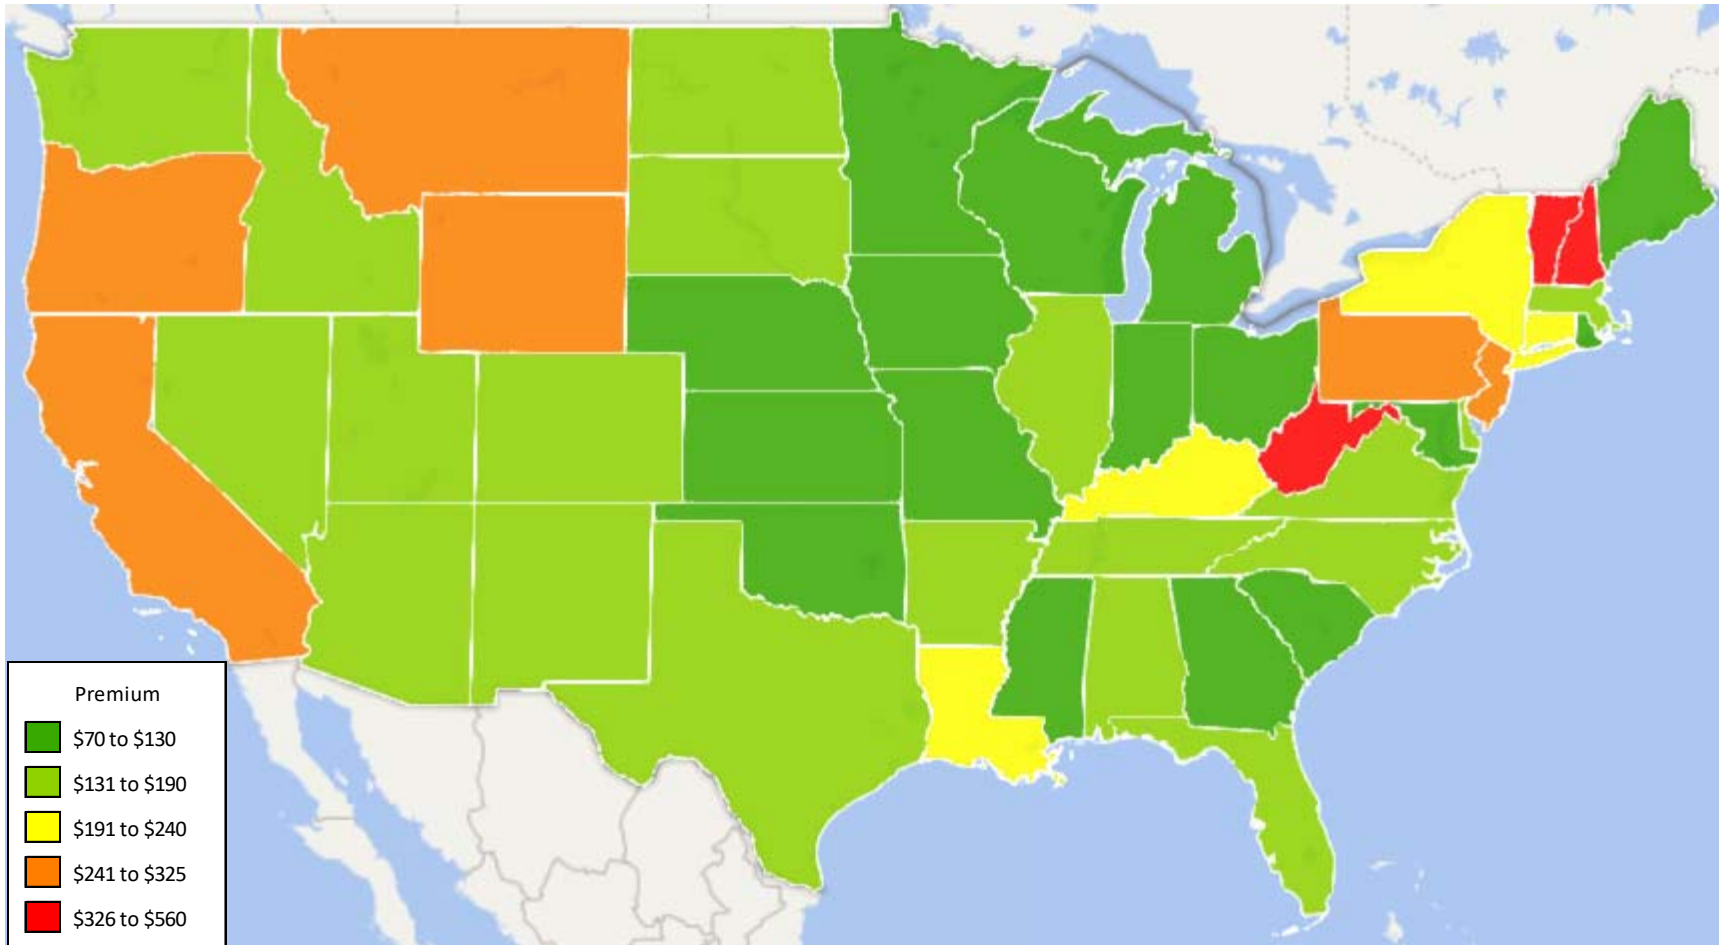 Premium
$70 to $130
$131 to $190
$191 to $240
$241 to $325
$326 to $560